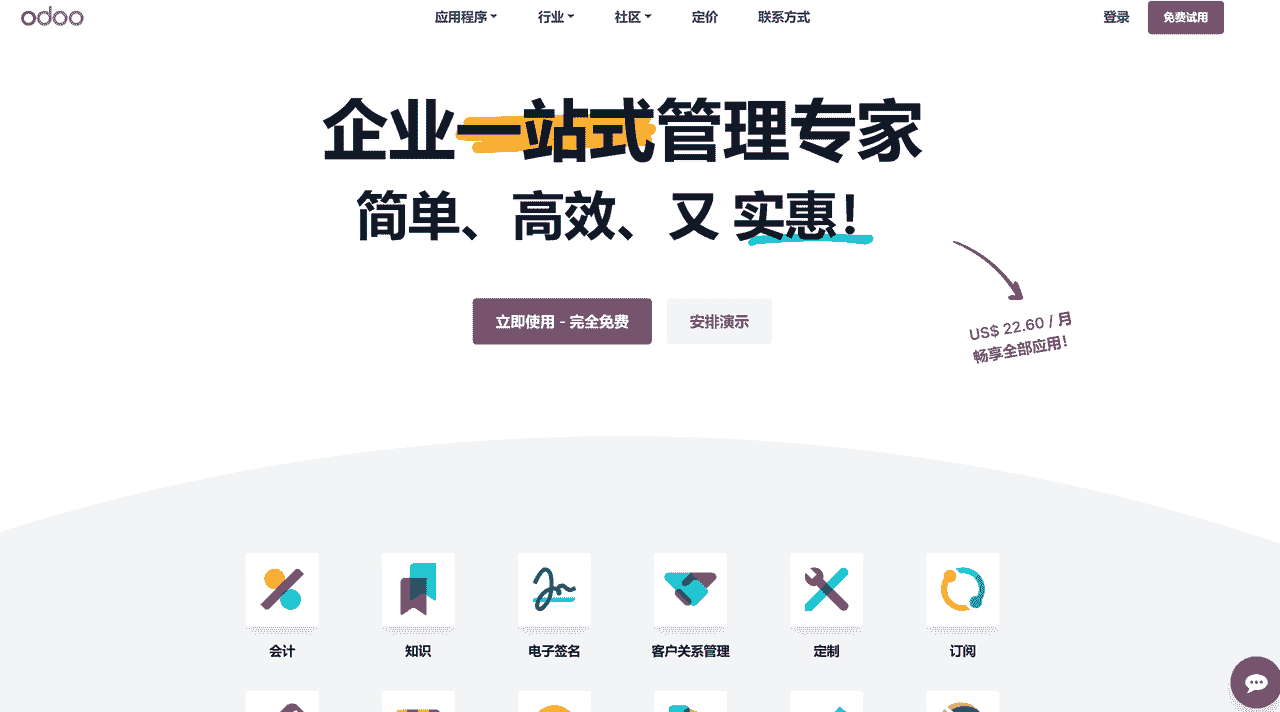 odoo
应用程序 行业 社区 定价 联系方式 登录 免费试用
企业一站式管理专家
简单、高效、又 实惠!
立即使用 - 完全免费 安排演示
US$ 22.60 / 月
畅享全部应用!
会计 知识 电子签名 客户关系管理 定制 订阅